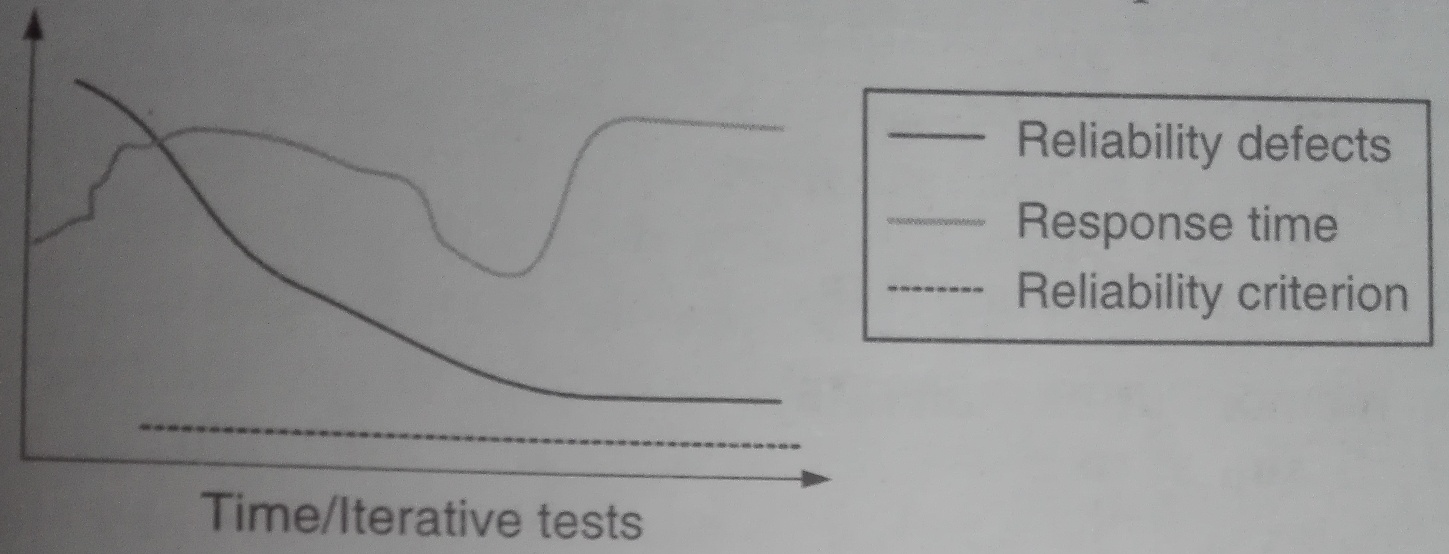 Reliability defects
Response time
Reliability criterion
Time/Iterative tests